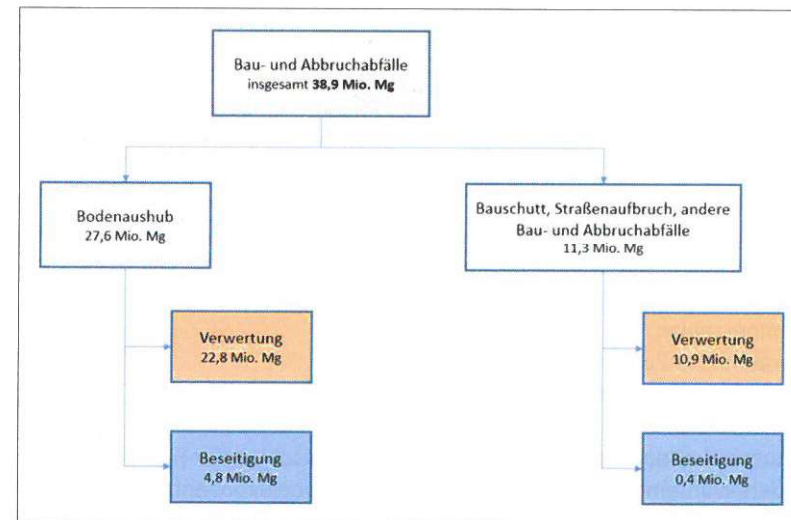 Bau- und Abbruchabfälle
insgesamt 38,9 Mio. Mg
Bodenaushub
27,6 Mio. Mg
Bauschutt, Straßenaufbruch, andere
Bau- und Abbruchabfälle
11,3 Mio. Mg
Verwertung
22,8 Mio. Mg
Verwertung
10,9 Mio. Mg
Beseitigung
4,8 Mio. Mg
Beseitigung
0,4 Mio. Mg